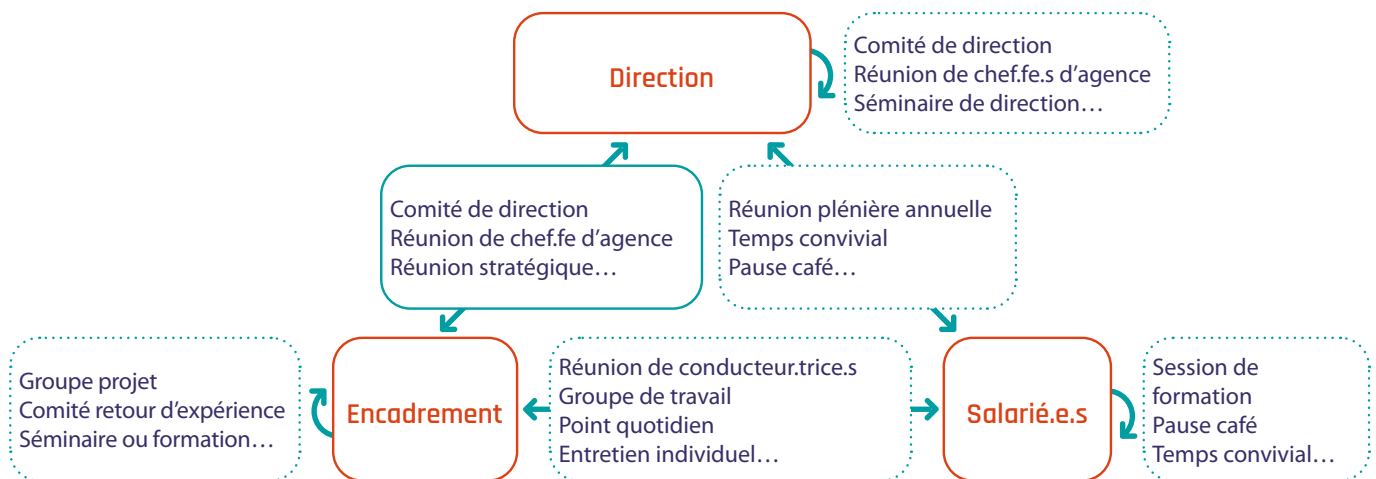 Direction
Comité de direction
Réunion de chef.fe.s d’agence
Séminaire de direction…
Comité de direction
Réunion de chef.fe d’agence
Réunion stratégique…
Réunion plénière annuelle
Temps convivial
Pause café…
Groupe projet
Comité retour d’expérience
Séminaire ou formation…
Encadrement
Réunion de conducteur.trice.s
Groupe de travail
Point quotidien
Entretien individuel…
Salarié.e.s
Session de
formation
Pause café
Temps convivial…